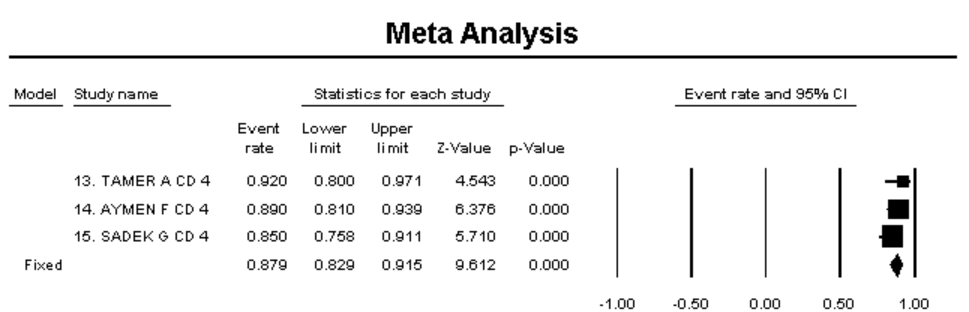 Meta Analysis
Model Study name Statistics for each study Event rate and 95% CI
Event Lower Upper
rate limit limit Z-Value p-Value
13. TAMER A CD 4 0.920 0.800 0.971 4.543 0.000
14. AYMEN F CD 4 0.890 0.810 0.939 6.376 0.000
15. SADEK G CD 4 0.850 0.758 0.911 5.710 0.000
Fixed 0.879 0.829 0.915 9.612 0.000
-1.00 -0.50 0.00 0.50 1.00